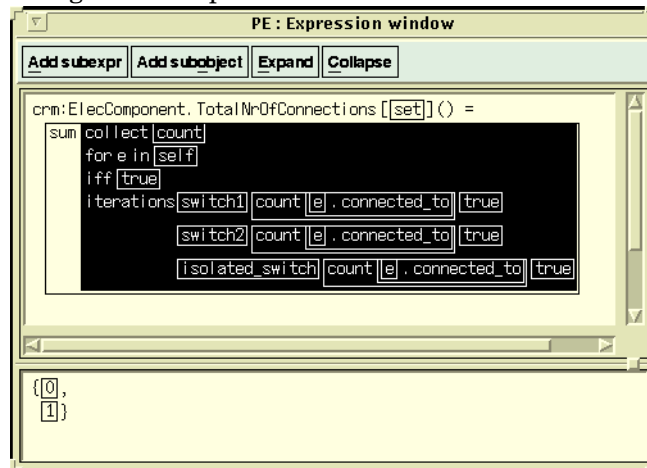 PE : Expression window
Add subexpr Add subobject Expand Collapse
crm:ElecComponent.TotalNrOfConnections[set]() =
sum collect count
for e in self
iff true
iterations switch1 count e . connected_to true
switch2 count e . connected_to true
isolated_switch count e . connected_to true
{0,
1}